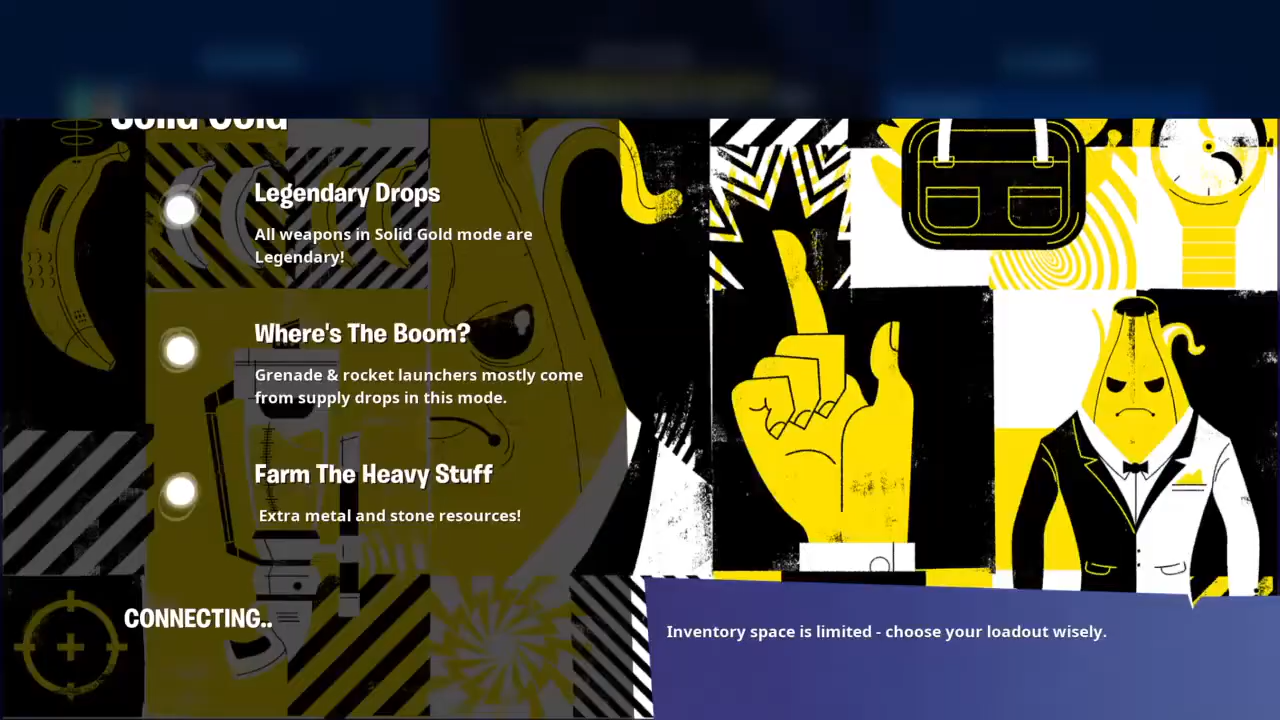 Solid Gold
Legendary Drops
All weapons in Solid Gold mode are
Legendary!
Where's The Boom?
Grenade & rocket launchers mostly come
from supply drops in this mode.
Farm The Heavy Stuff
Extra metal and stone resources!
CONNECTING..
Inventory space is limited - choose your loadout wisely.